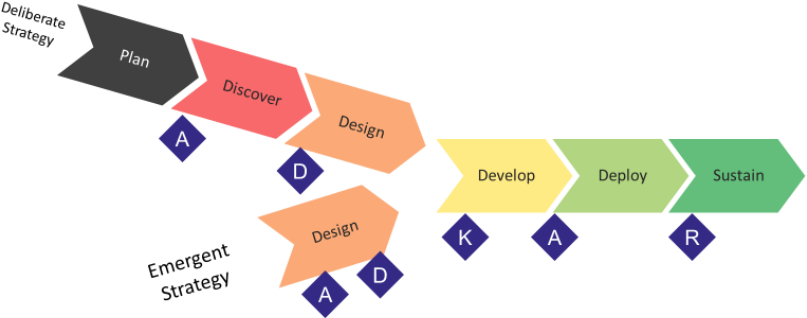 Deliberate
Strategy
Plan
Discover
Design
A
D
Develop
Deploy
Sustain
K
A
R
Design
A
D
Emergent
Strategy